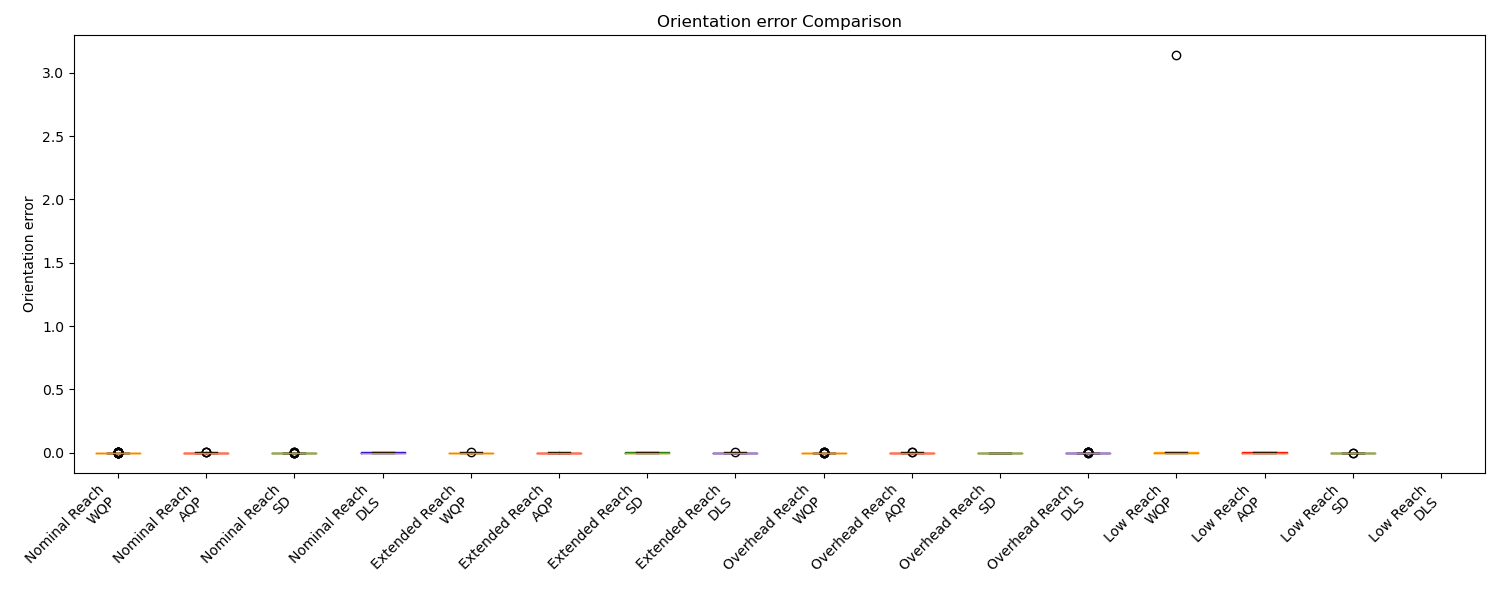 Orientation error Comparison
Orientation error
3.0
2.5
2.0
1.5
1.0
0.5
0.0
Nominal Reach
WQP
Nominal Reach
AQP
Nominal Reach
SD
Nominal Reach
DLS
Extended Reach
WQP
Extended Reach
AQP
Extended Reach
SD
Extended Reach
DLS
Overhead Reach
WQP
Overhead Reach
AQP
Overhead Reach
SD
Overhead Reach
DLS
Low Reach
WQP
Low Reach
AQP
Low Reach
SD
Low Reach
DLS